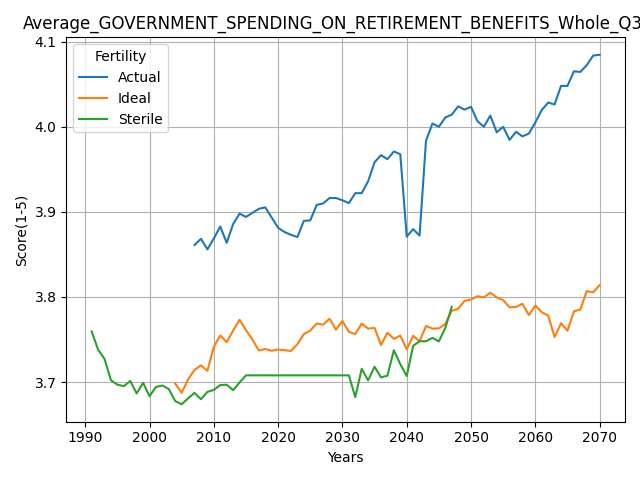 Average_GOVERNMENT_SPENDING_ON_RETIREMENT_BENEFITS_Whole_Q3
Fertility
Actual
Ideal
Sterile
Score(1-5)
4.1
4.0
3.9
3.8
3.7
1990 2000 2010 2020 2030 2040 2050 2060 2070
Years